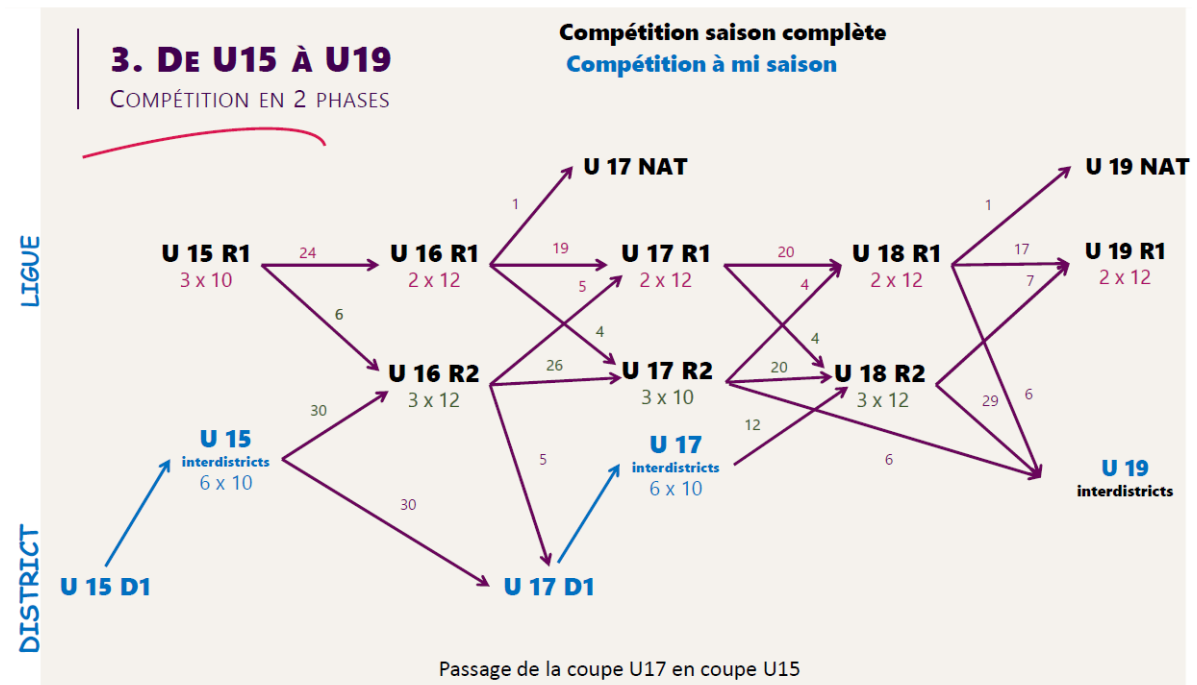 3. DE U15 À U19
COMPÉTITION EN 2 PHASES
Compétition saison complète
Compétition à mi saison
LIGUE
DISTRICT
U 17 NAT
U 19 NAT
1
1
U 15 R1
3 x 10
24
U 16 R1
2 x 12
19
U 17 R1
2 x 12
20
U 18 R1
2 x 12
17
U 19 R1
2 x 12
6
5
4
4
4
7
U 16 R2
3 x 12
26
U 17 R2
3 x 10
20
U 18 R2
3 x 12
30
12
29
6
U 15
interdistricts
6 x 10
5
U 17
interdistricts
6 x 10
6
U 19
interdistricts
30
U 15 D1
U 17 D1
Passage de la coupe U17 en coupe U15